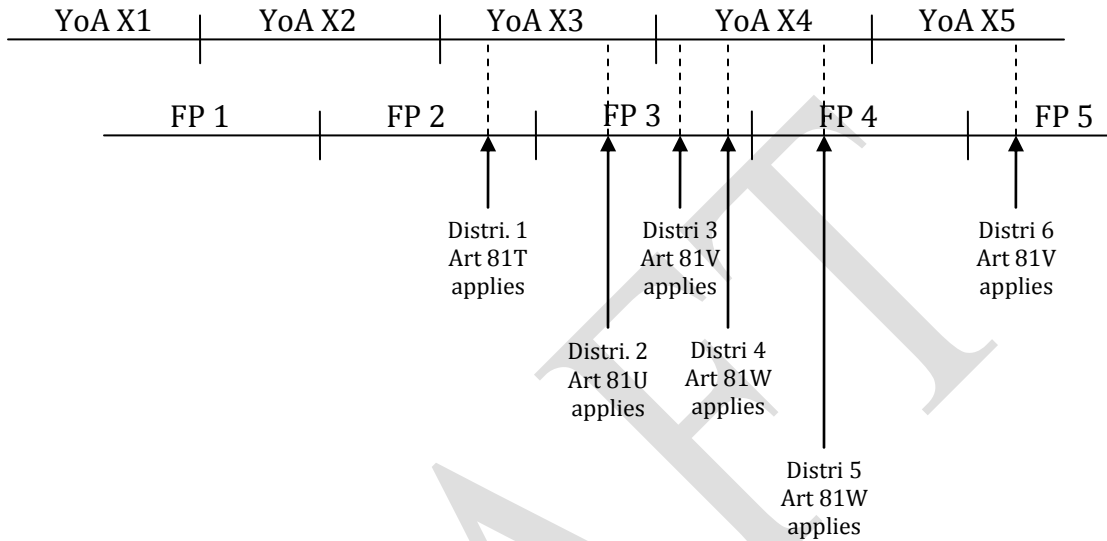 YoA X1 YoA X2 YoA X3 YoA X4 YoA X5
FP 1 FP 2 FP 3 FP 4 FP 5
Distri. 1
Art 81T
applies
Distri 3
Art 81V
applies
Distri 6
Art 81V
applies
Distri. 2
Art 81U
applies
Distri 4
Art 81W
applies
Distri 5
Art 81W
applies